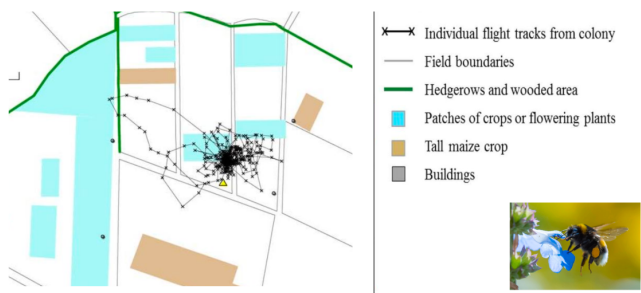 Individual flight tracks from colony
Field boundaries
Hedgerows and wooded area
Patches of crops or flowering plants
Tall maize crop
Buildings